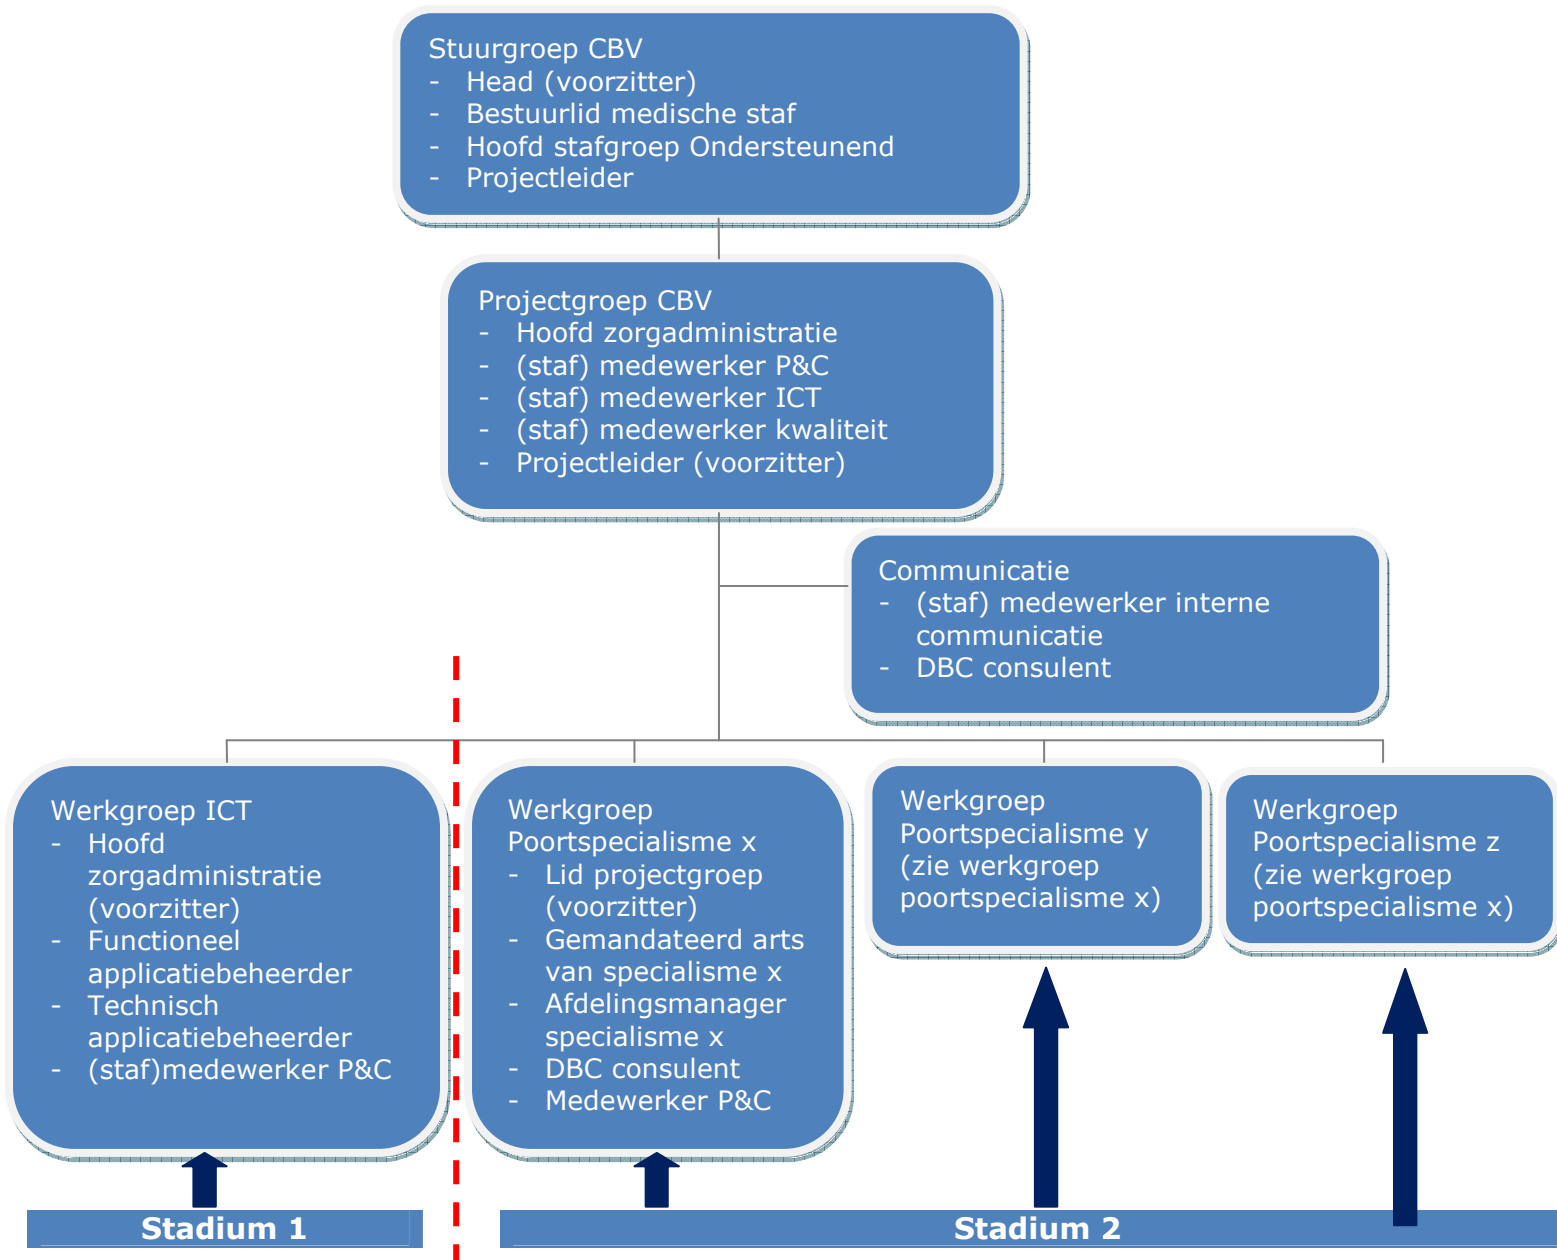 Stuurgroep CBV
- Head (voorzitter)
- Bestuurlid medische staf
- Hoofd stafgroep Ondersteunend
- Projectleider
Projectgroep CBV
- Hoofd zorgadministratie
- (staf) medewerker P&C
- (staf) medewerker ICT
- (staf) medewerker kwaliteit
- Projectleider (voorzitter)
Communicatie
- (staf) medewerker interne
communicatie
- DBC consulent
Werkgroep ICT
- Hoofd
zorgadministratie
(voorzitter)
- Functioneel
applicatiebeheerder
- Technisch
applicatiebeheerder
- (staf)medewerker P&C
Werkgroep
Poortspecialisme x
- Lid projectgroep
(voorzitter)
- Gemandateerd arts
van specialisme x
- Afdelingsmanager
specialisme x
- DBC consulent
- Medewerker P&C
Werkgroep
Poortspecialisme y
(zie werkgroep
poortspecialisme x)
Werkgroep
Poortspecialisme z
(zie werkgroep
poortspecialisme x)
Stadium 1
Stadium 2